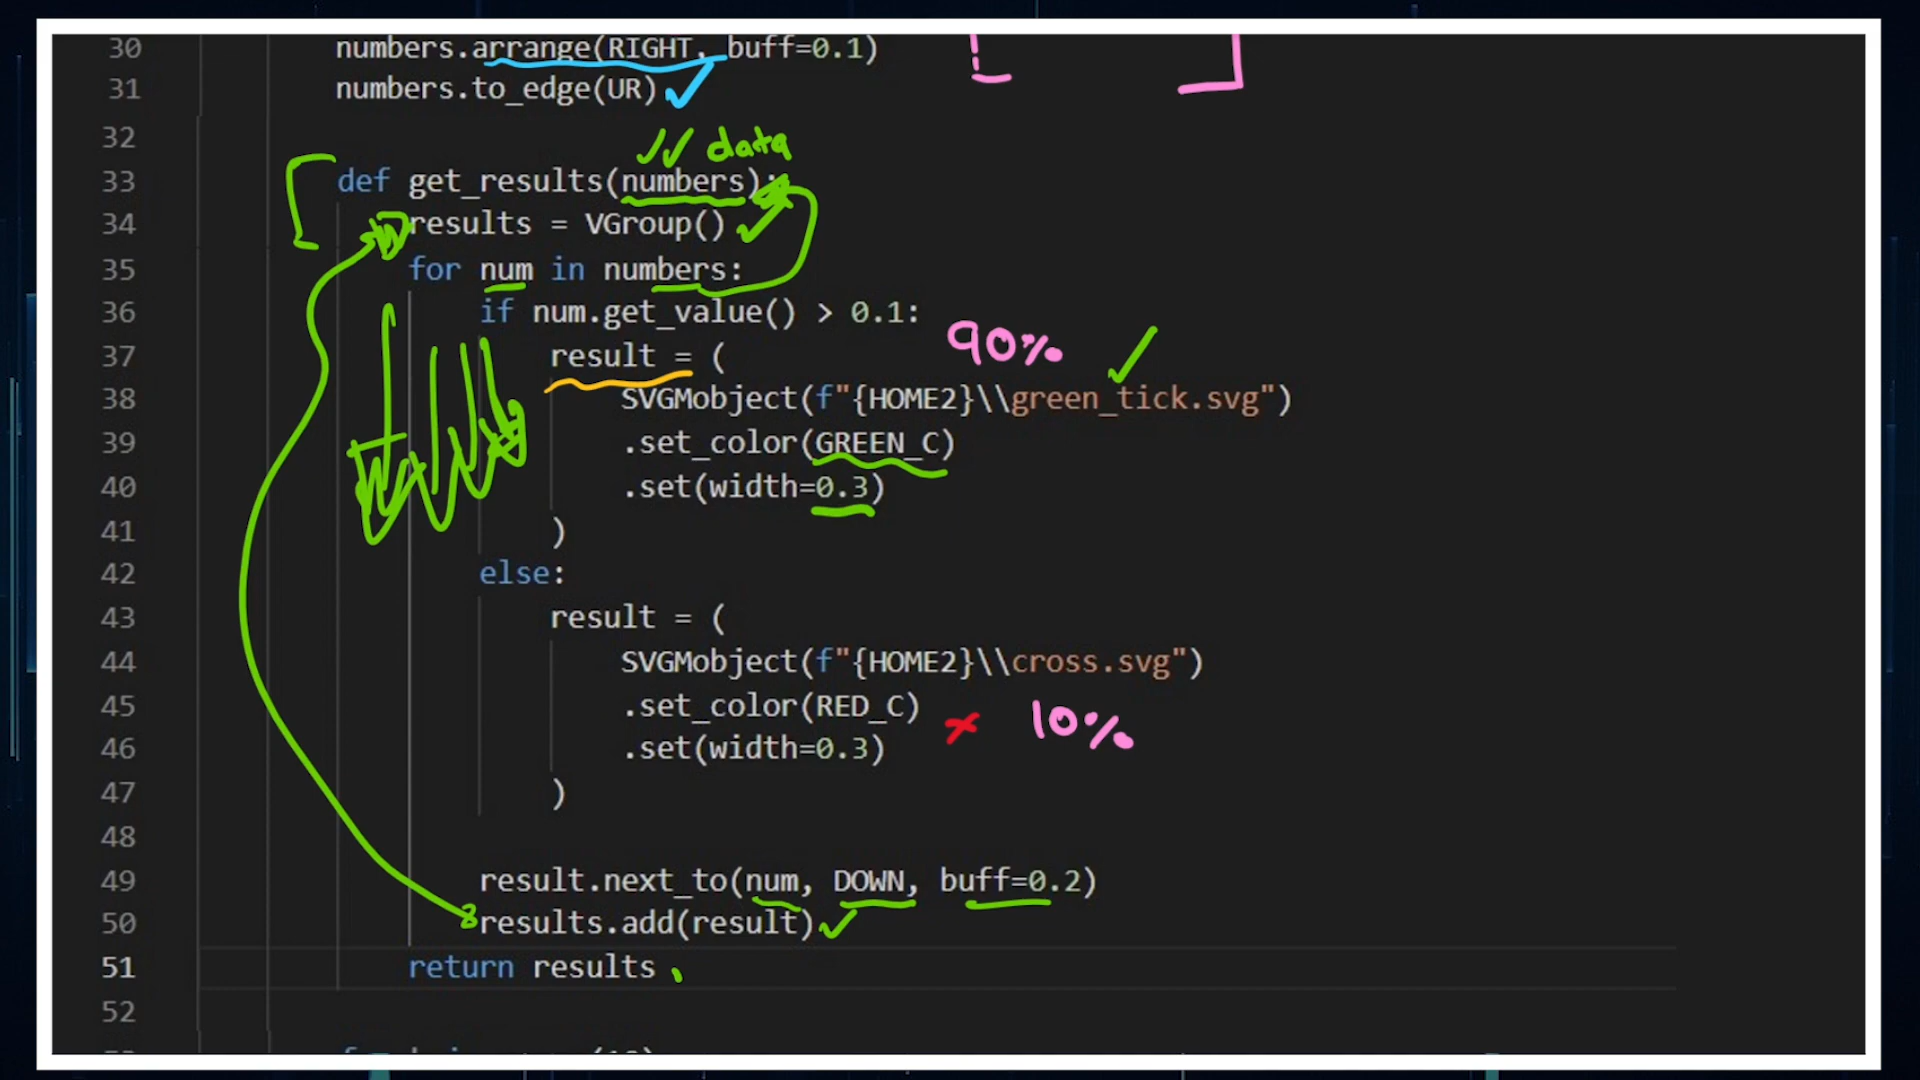 30 numbers.arrange(RIGHT, buff=0.1)
31 numbers.to_edge(UR)
32
data
33 def get_results(numbers):
34 results = VGroup()
35 for num in numbers:
36 if num.get_value() > 0.1:
90%
37 result = (
38 SVGMobject(f"{HOME2}\\green_tick.svg")
39 .set_color(GREEN_C)
40 .set(width=0.3)
41 )
42 else:
43 result = (
44 SVGMobject(f"{HOME2}\\cross.svg")
45 .set_color(RED_C)
10%
46 .set(width=0.3)
47 )
48
49 result.next_to(num, DOWN, buff=0.2)
50 results.add(result)
51 return results
52